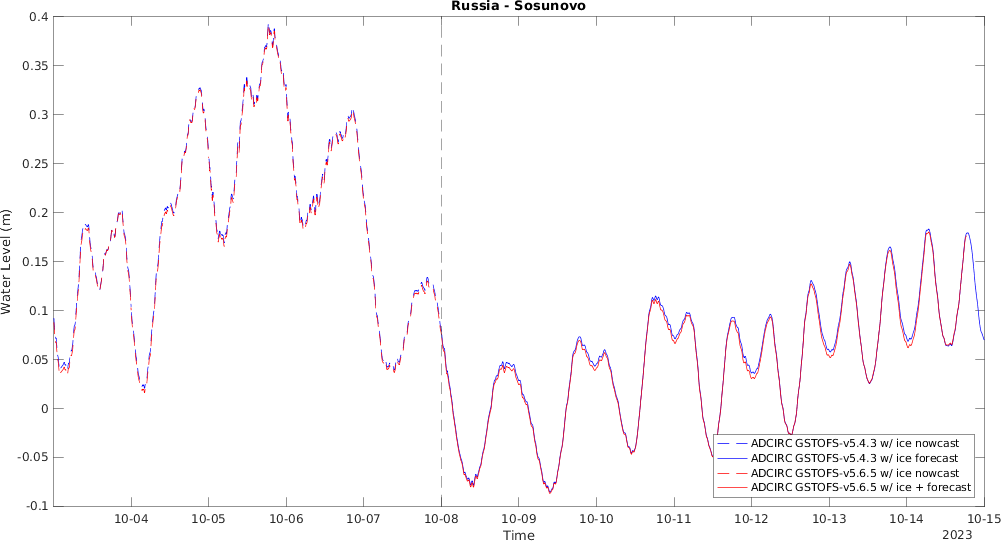 Russia - Sosunovo
0.4
0.35
0.3
0.25
0.2
0.15
0.1
0.05
0
-0.05
-0.1
Water Level (m)
ADCIRC GSTOFS-v5.4.3 w/ ice nowcast
ADCIRC GSTOFS-v5.4.3 w/ ice forecast
ADCIRC GSTOFS-v5.6.5 w/ ice nowcast
ADCIRC GSTOFS-v5.6.5 w/ ice + forecast
10-04 10-05 10-06 10-07 10-08 10-09 10-10 10-11 10-12 10-13 10-14 10-15
Time
2023